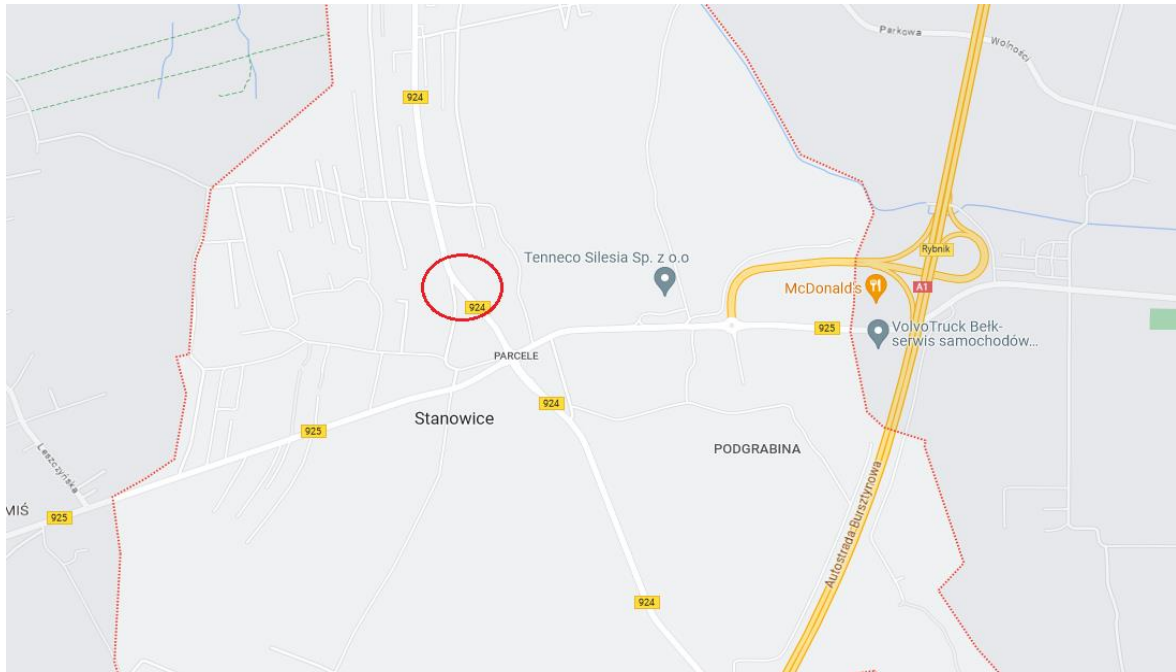 Parkowa
Wolności
924
Rybnik
Tenneco Silesia Sp. z o.o
McDonald's
A1
924
925
VolvoTruck Bełk-
serwis samochodów...
PARCELE
924
Stanowice
925
PODGRABINA
Leszczyńska
MIŚ
925
Autostrada Bursztynowa
924